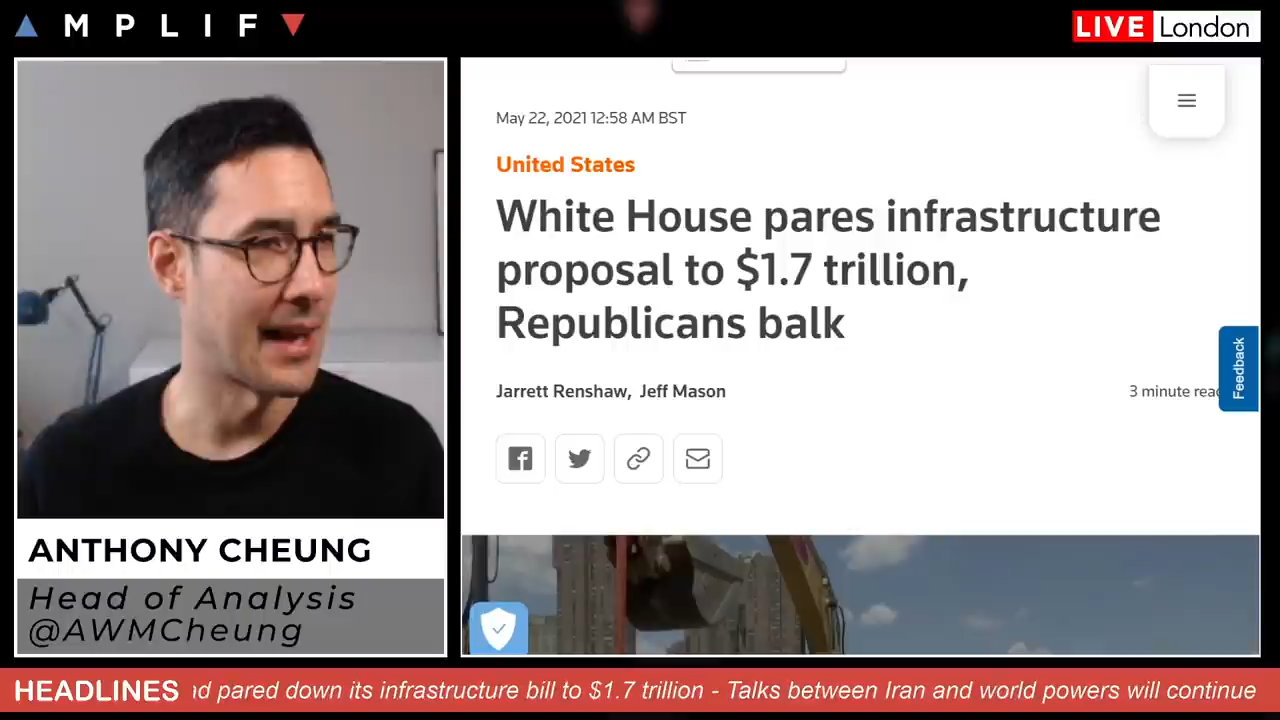 MPLIF
LIVE London
May 22, 2021 12:58 AM BST
United States
White House pares infrastructure
proposal to $1.7 trillion,
Republicans balk
Jarrett Renshaw, Jeff Mason
3 minute
Feedback
ANTHONY CHEUNG
Head of Analysis
@AWMCheung
HEADLINES pared down its infrastructure bill to $1.7 trillion - Talks between Iran and world powers will continue